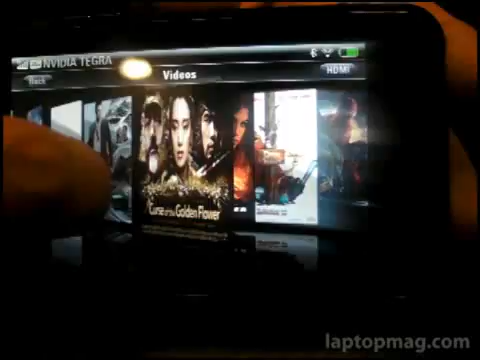 NVIDIA TEGRA
Back
Videos
HDMI
Curse of the Golden Flower
laptopmag.com